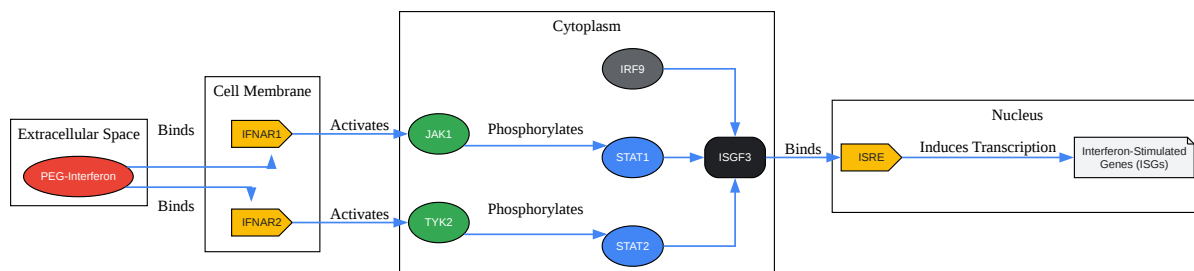 Extracellular Space
PEG-Interferon
Binds
Binds
Cell Membrane
IFNAR1
IFNAR2
Activates
Activates
Cytoplasm
IRF9
JAK1
Phosphorylates
STAT1
ISGF3
TYK2
Phosphorylates
STAT2
Binds
Nucleus
ISRE
Induces Transcription
Interferon-Stimulated
Genes (ISGs)